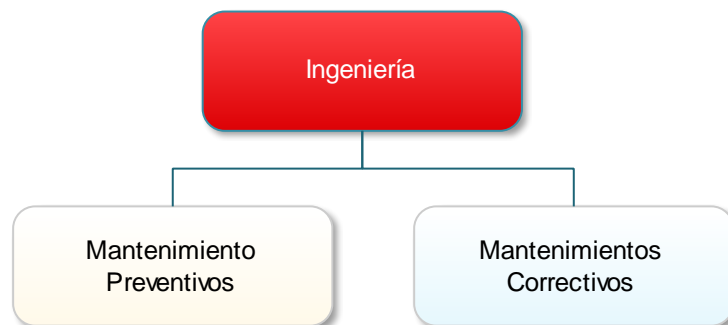 Ingeniería
Mantenimiento
Preventivos
Mantenimientos
Correctivos